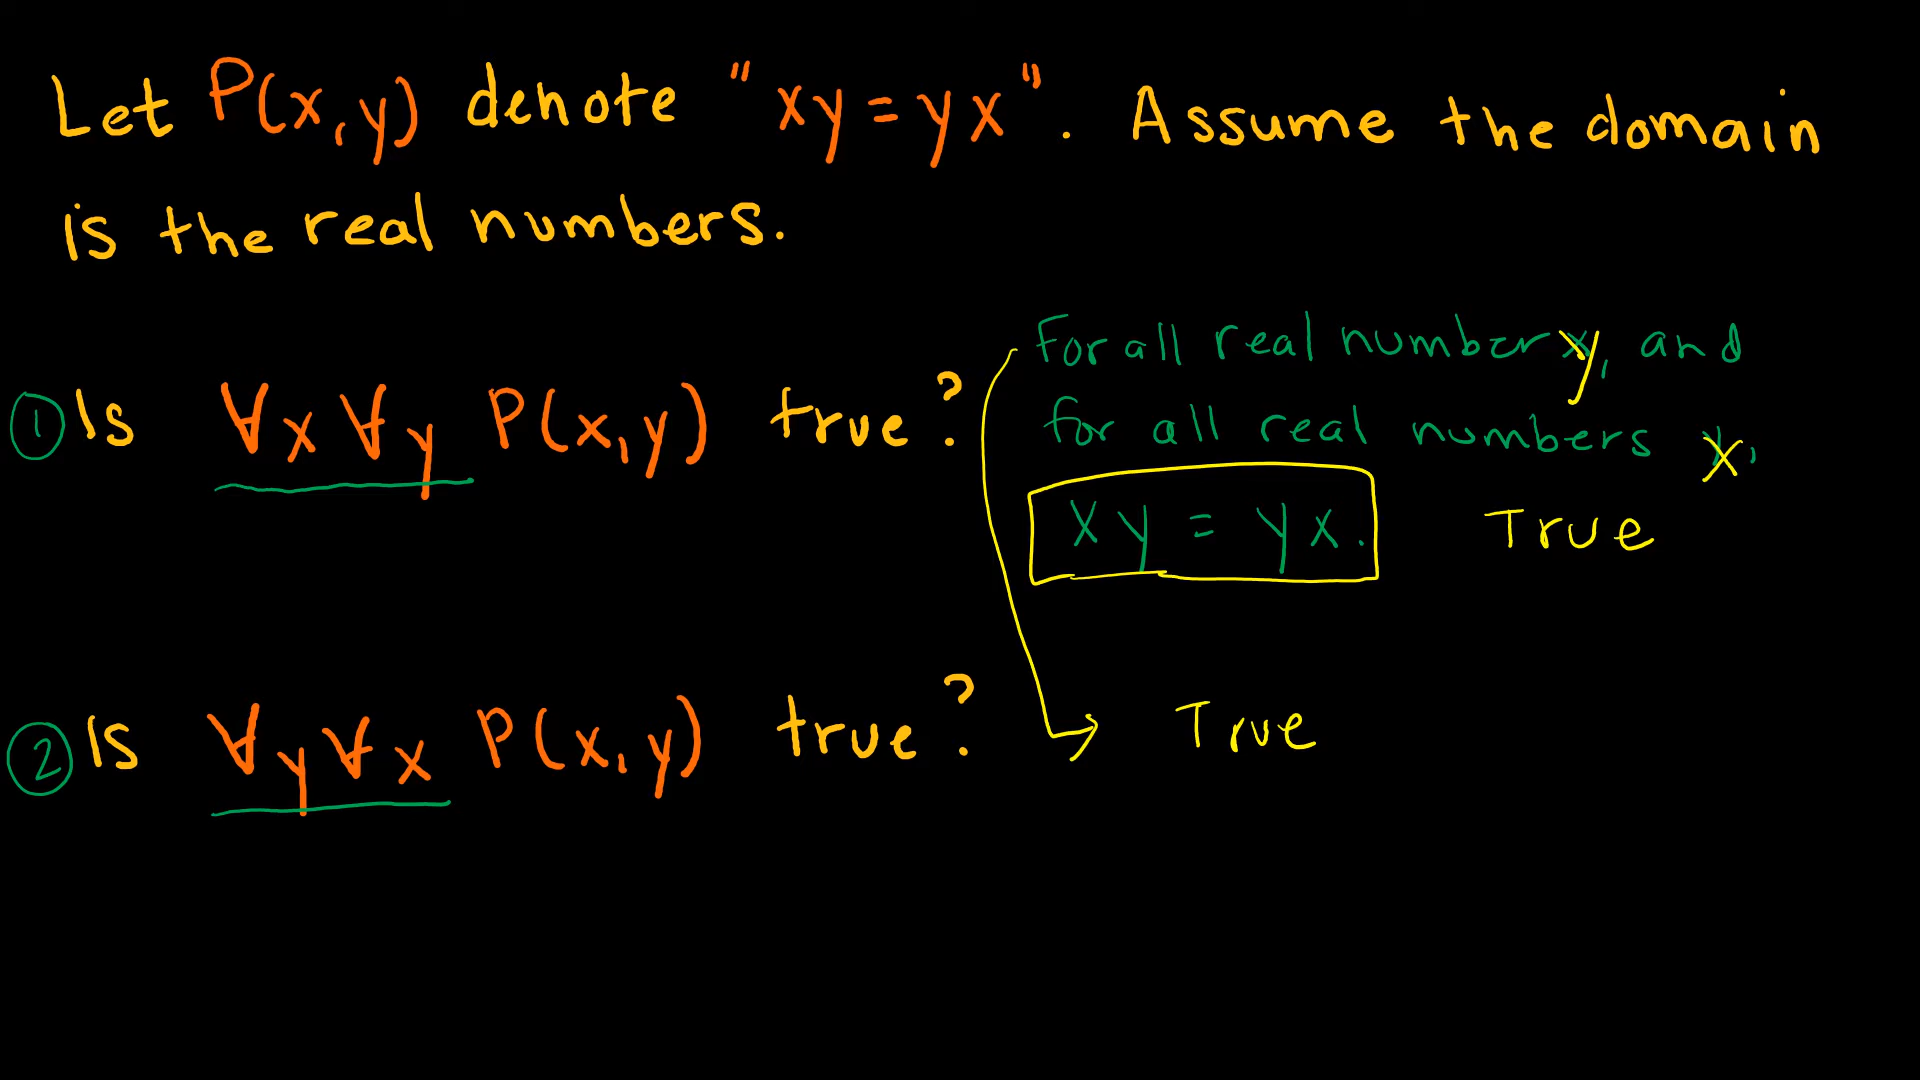 Let P(x,y) denote "xy = yx". Assume the domain
is the real numbers.
① Is ∀x ∀y P(x,y) true?
For all real number y, and
for all real numbers x,
xy = yx. True
② Is ∀y ∀x P(x,y) true? True